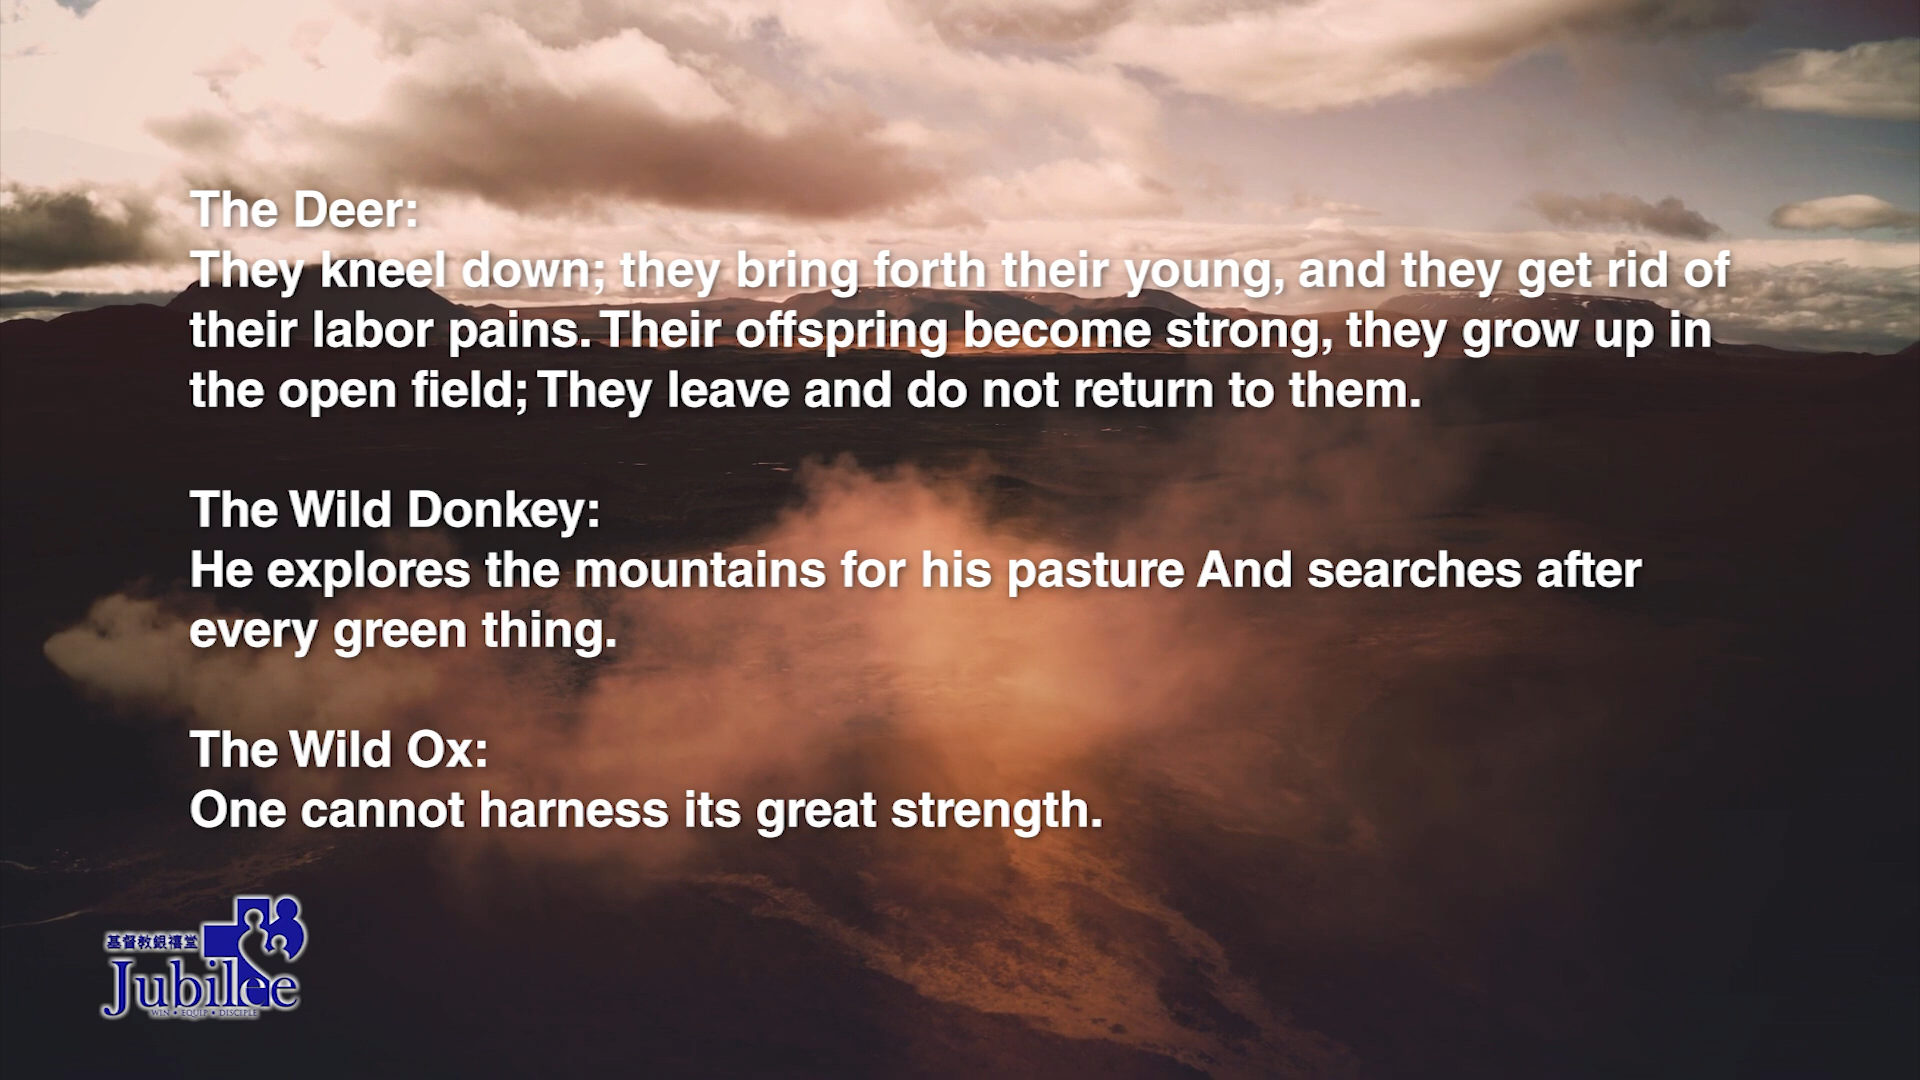 The Deer:
They kneel down; they bring forth their young, and they get rid of
their labor pains. Their offspring become strong, they grow up in
the open field; They leave and do not return to them.
The Wild Donkey:
He explores the mountains for his pasture And searches after
every green thing.
The Wild Ox:
One cannot harness its great strength.
基督教銀禧堂
Jubilee
WIN • EQUIP • DISCIPLE